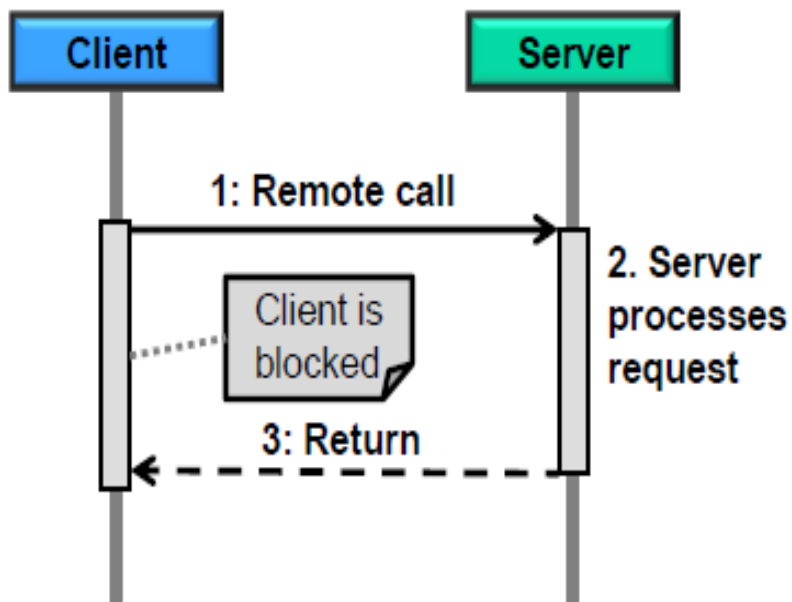 Client
Server
1: Remote call
2. Server
processes
request
Client is
blocked
3: Return